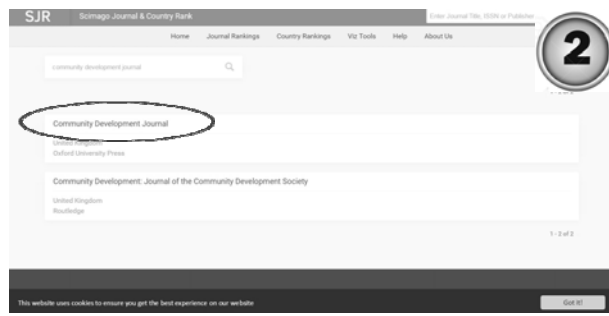 SJR Scimago Journal & Country Rank
Enter Journal Title, ISSN or Publisher
Home Journal Rankings Country Rankings Viz Tools Help About Us
2
community development journal
Community Development Journal
United Kingdom
Oxford University Press
Community Development: Journal of the Community Development Society
United Kingdom
Routledge
1 - 2 of 2
This website uses cookies to ensure you get the best experience on our website
Got it!